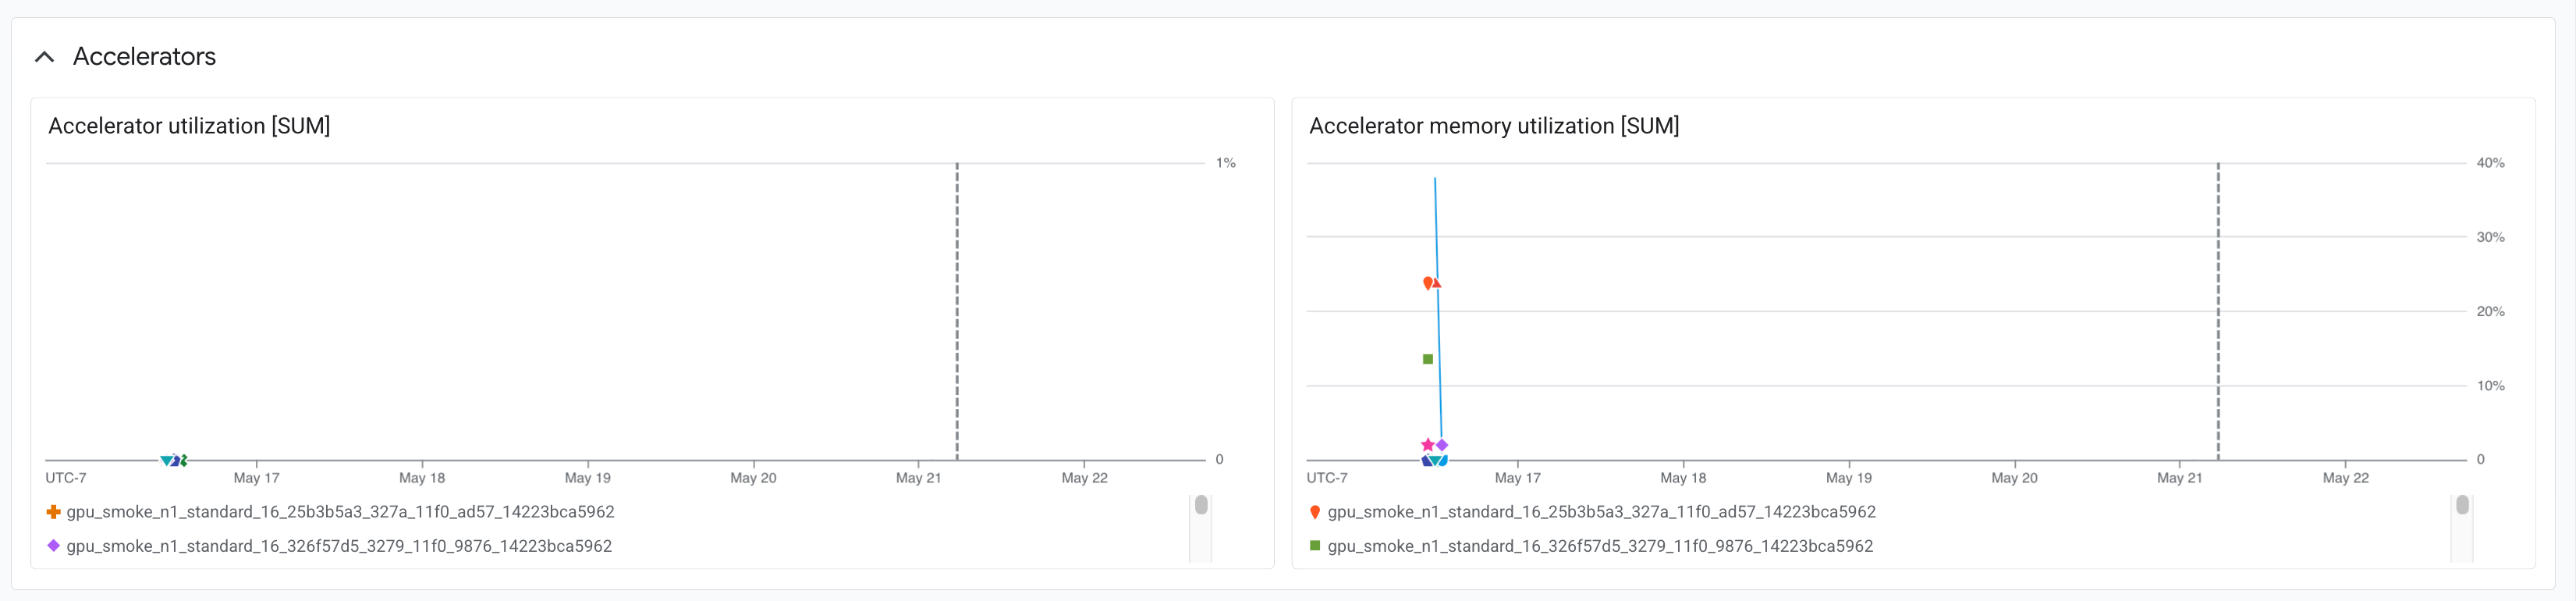 Accelerators
Accelerator utilization [SUM]
1%
0
UTC-7 May 17 May 18 May 19 May 20 May 21 May 22
gpu_smoke_n1_standard_16_25b3b5a3_327a_11f0_ad57_14223bca5962
gpu_smoke_n1_standard_16_326f57d5_3279_11f0_9876_14223bca5962
Accelerator memory utilization [SUM]
40%
30%
20%
10%
0
UTC-7 May 17 May 18 May 19 May 20 May 21 May 22
gpu_smoke_n1_standard_16_25b3b5a3_327a_11f0_ad57_14223bca5962
gpu_smoke_n1_standard_16_326f57d5_3279_11f0_9876_14223bca5962